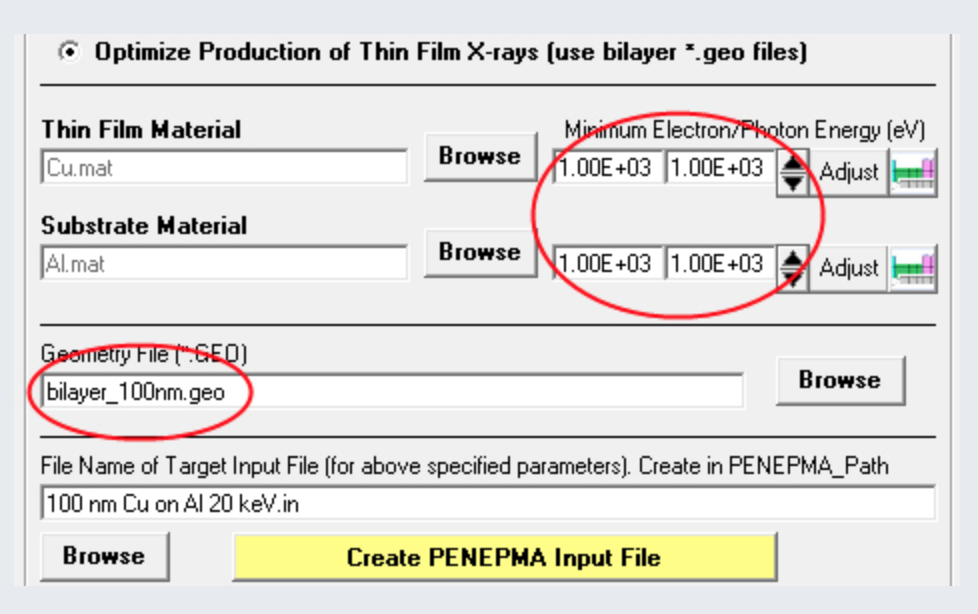 Optimize Production of Thin Film X-rays (use bilayer *.geo files)
Thin Film Material
Minimum Electron/Photon Energy (eV)
Cu.mat
Browse
1.00E+03 1.00E+03
Adjust
Substrate Material
Al.mat
Browse
1.00E+03 1.00E+03
Adjust
Geometry File (*.GEO)
bilayer_100nm.geo
Browse
File Name of Target Input File (for above specified parameters). Create in PENEPMA_Path
100 nm Cu on Al 20 keV.in
Browse
Create PENEPMA Input File